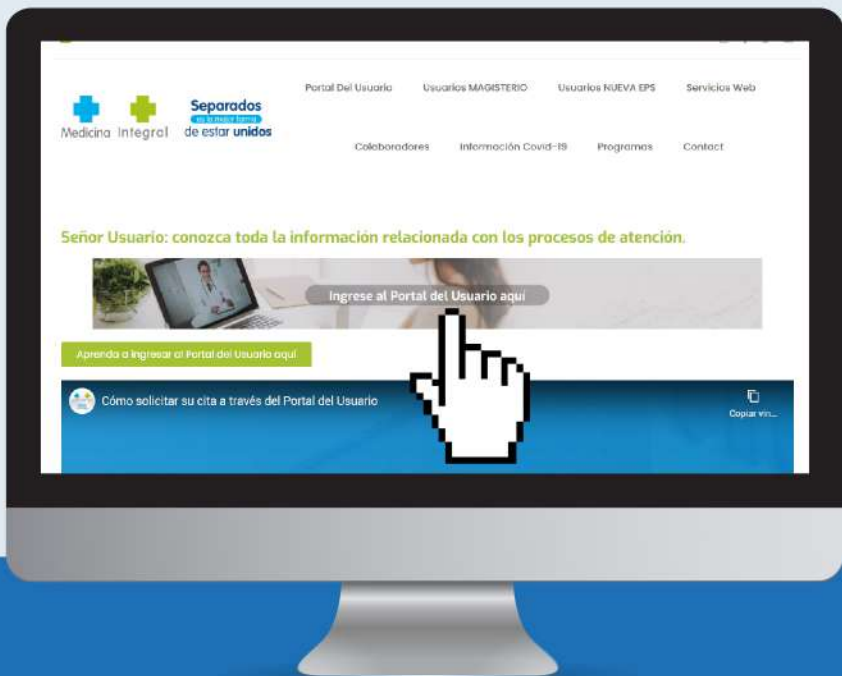 Portal Del Usuario Usuarios MAGISTERIO Usuarios NUEVA EPS Servicios Web
Medicina Integral
Separados
es la mejor forma
de estar unidos
Colaboradores Información Covid-19 Programas Contact
Señor Usuario: conozca toda la información relacionada con los procesos de atención.
Ingrese al Portal del Usuario aquí
Aprenda a ingresar al Portal del Usuario aquí
Cómo solicitar su cita a través del Portal del Usuario
Copiar vín...